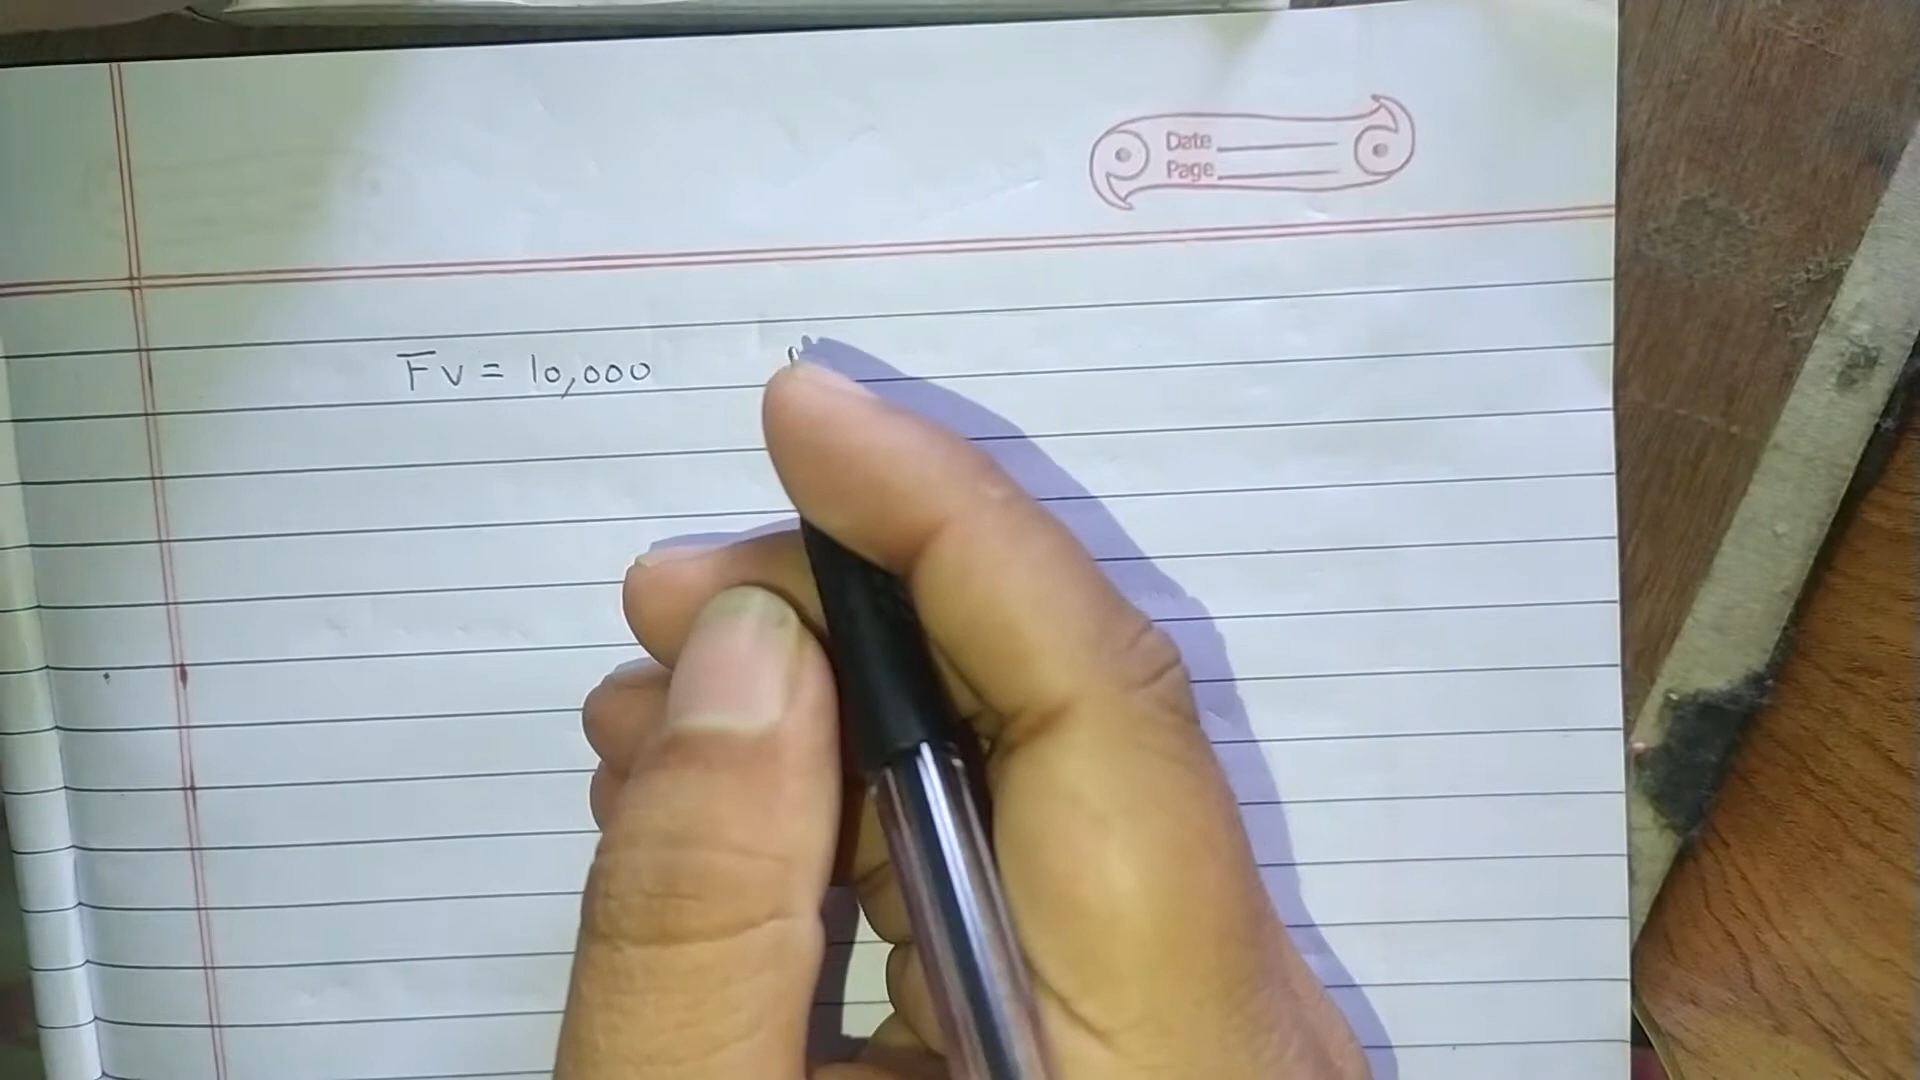 Date
Page
Fv = 10,000